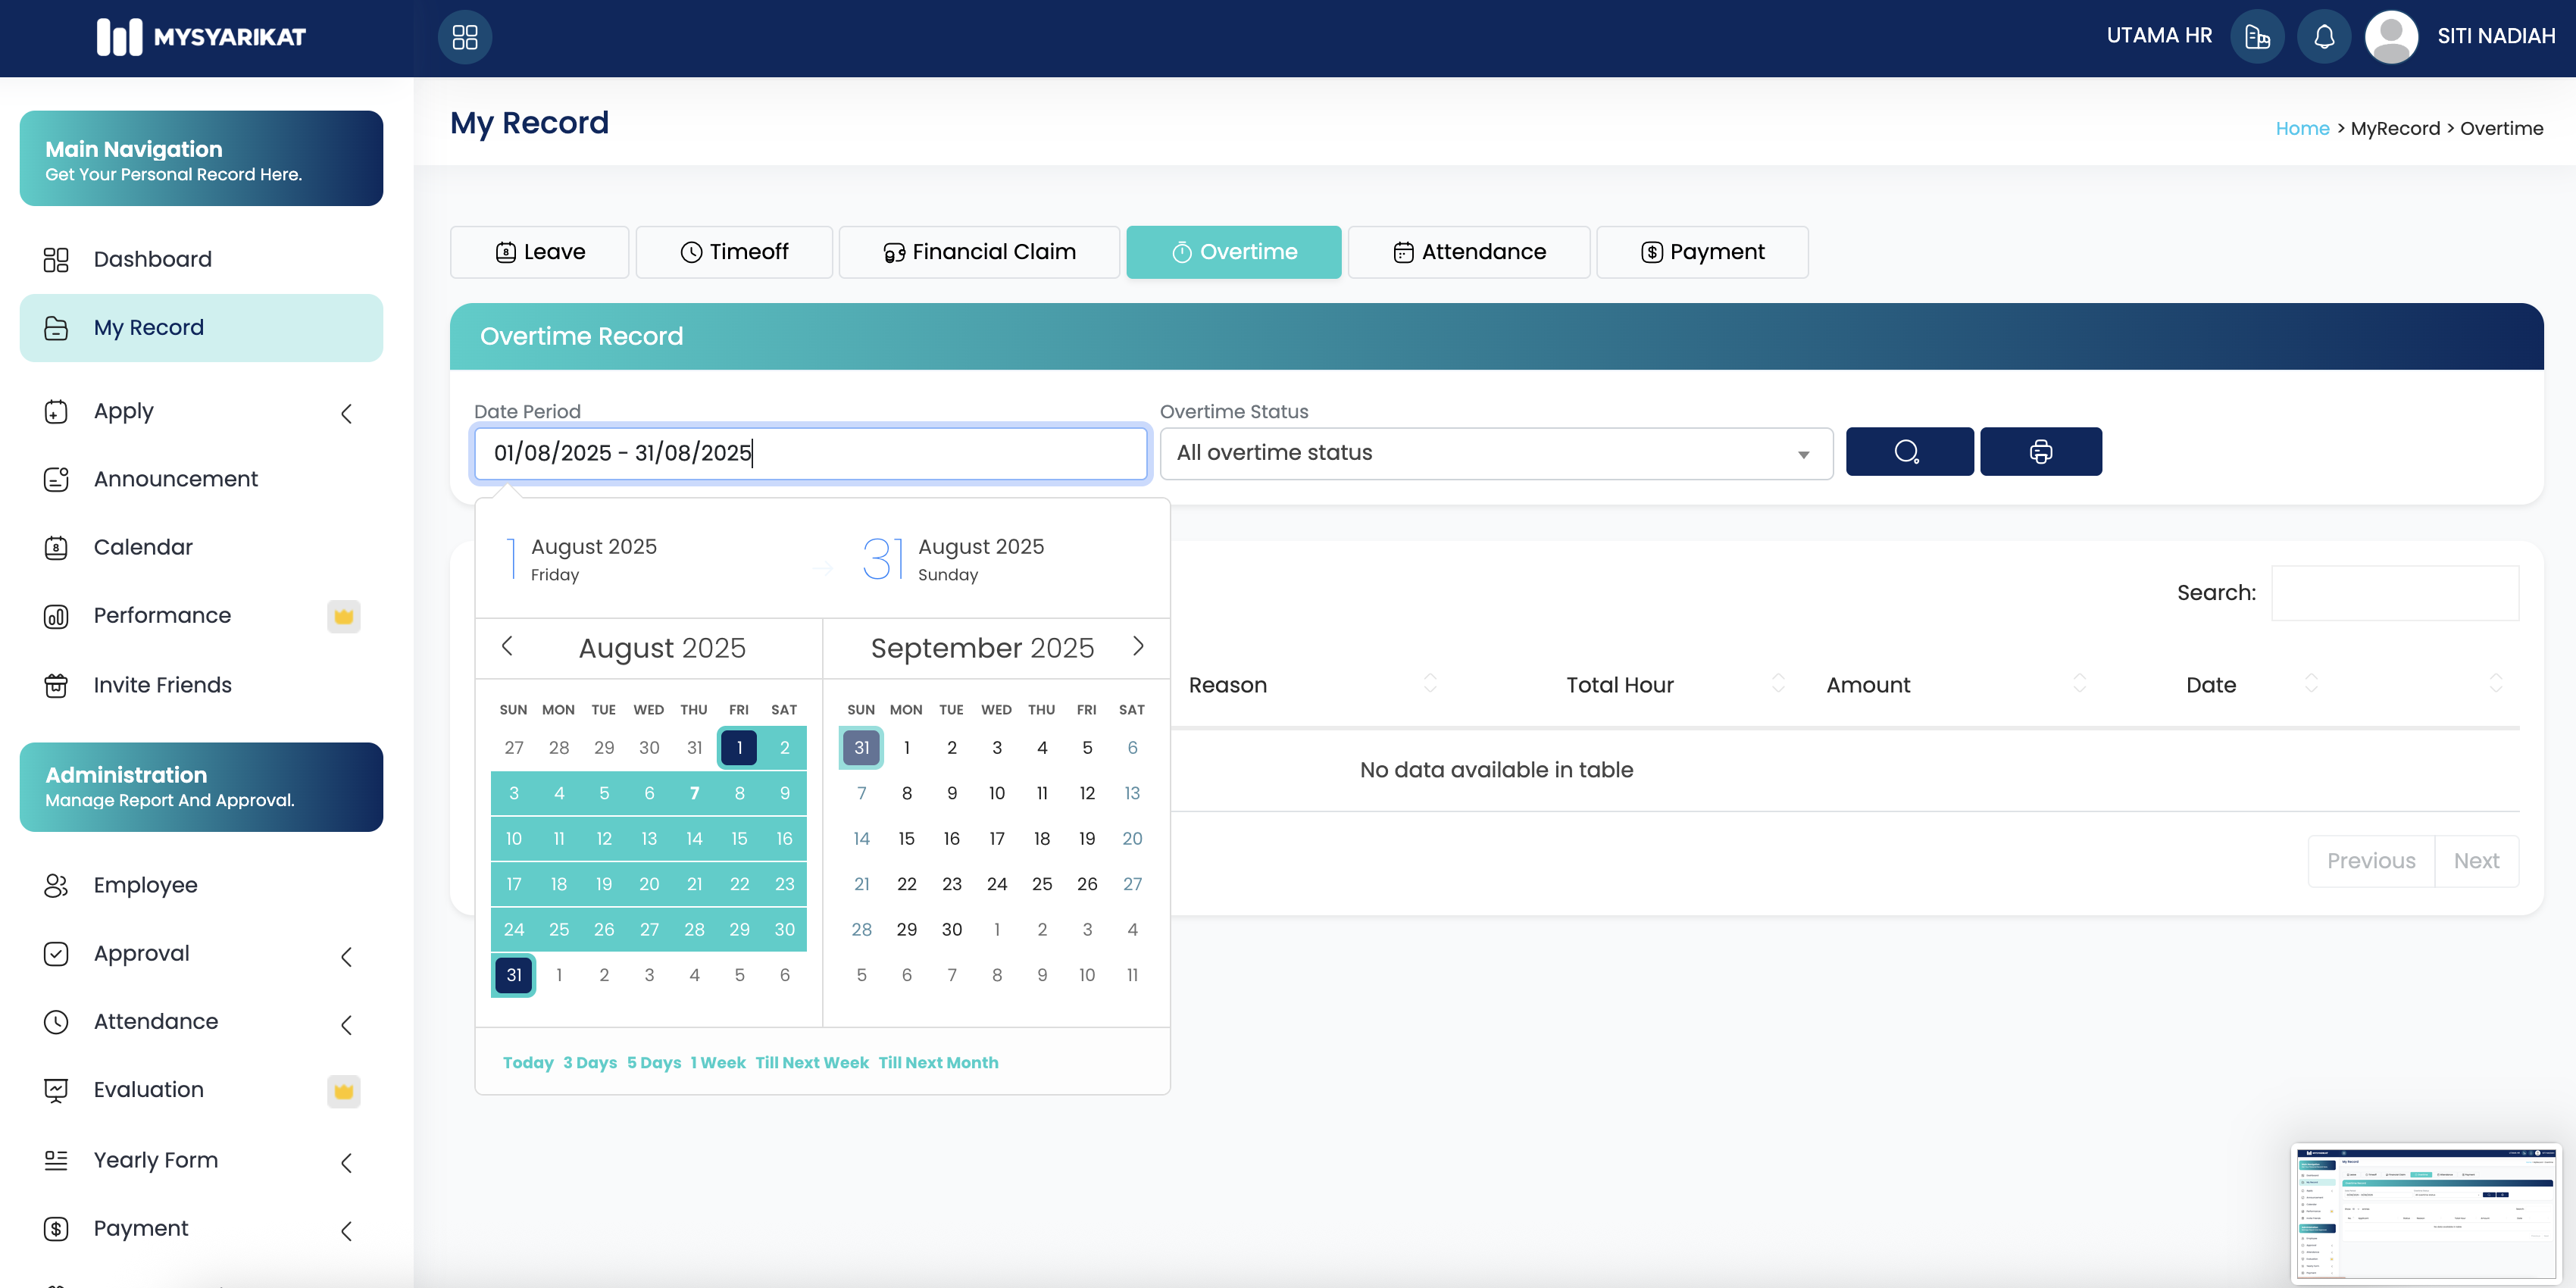 MYSYARIKAT
UTAMA HR
SITI NADIAH
Main Navigation
Get Your Personal Record Here.
Dashboard
My Record
Apply
Announcement
Calendar
Performance
Invite Friends
Administration
Manage Report And Approval.
Employee
Approval
Attendance
Evaluation
Yearly Form
Payment
My Record
Home > MyRecord > Overtime
Leave
Timeoff
Financial Claim
Overtime
Attendance
Payment
Overtime Record
Date Period
Overtime Status
01/08/2025 - 31/08/2025
All overtime status
1 August 2025
Friday
31 August 2025
Sunday
August 2025
SUN MON TUE WED THU FRI SAT
27 28 29 30 31 1 2
3 4 5 6 7 8 9
10 11 12 13 14 15 16
17 18 19 20 21 22 23
24 25 26 27 28 29 30
31 1 2 3 4 5 6
September 2025
SUN MON TUE WED THU FRI SAT
31 1 2 3 4 5 6
7 8 9 10 11 12 13
14 15 16 17 18 19 20
21 22 23 24 25 26 27
28 29 30 1 2 3 4
5 6 7 8 9 10 11
Today 3 Days 5 Days 1 Week Till Next Week Till Next Month
Search:
Reason Total Hour Amount Date
No data available in table
Previous Next